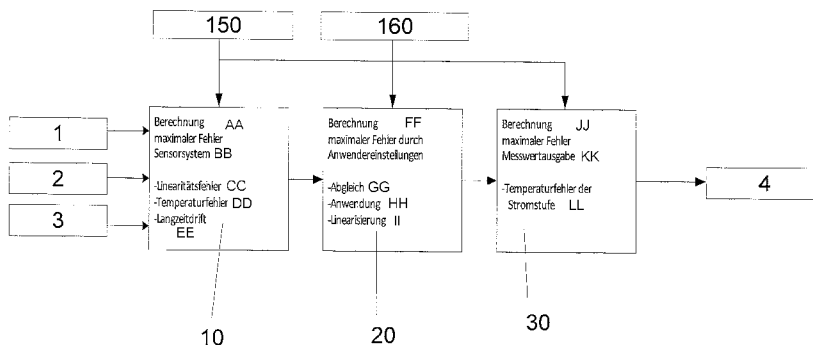 150
160
1
2
3
Berechnung AA
maximaler Fehler
Sensorsystem BB
-Linearitätsfehler CC
-Temperaturfehler DD
-Langzeitdrift
EE
Berechnung FF
maximaler Fehler durch
Anwendereinstellungen
-Abgleich GG
-Anwendung HH
-Linearisierung II
Berechnung JJ
maximaler Fehler
Messwertausgabe KK
-Temperaturfehler der
Stromstufe LL
4
10
20
30